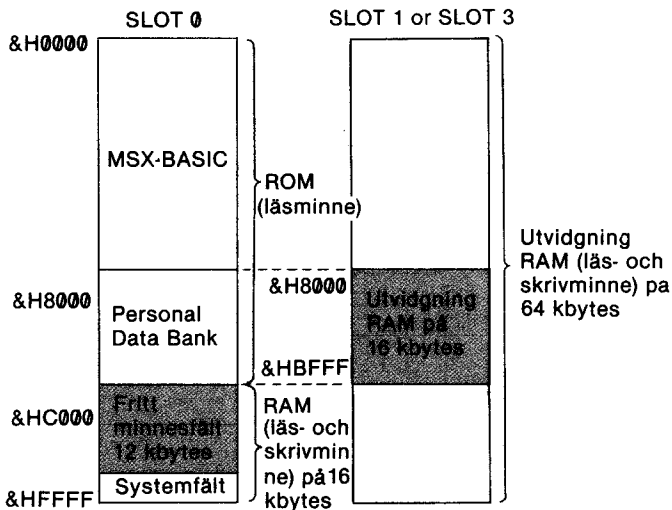 SLOT 0
SLOT 1 or SLOT 3
&H0000
MSX-BASIC
ROM
(läsminne)
Utvidgning
RAM (läs- och
skrivminne) pa
64 kbytes
&H8000
Personal
Data Bank
&H8000
Utvidgning
RAM på
16 kbytes
&HBFFF
&HC000
Fritt
minnesfält
12 kbytes
RAM
(läs- och
skrivmin
ne) på16
kbytes
Systemfält
&HFFFF